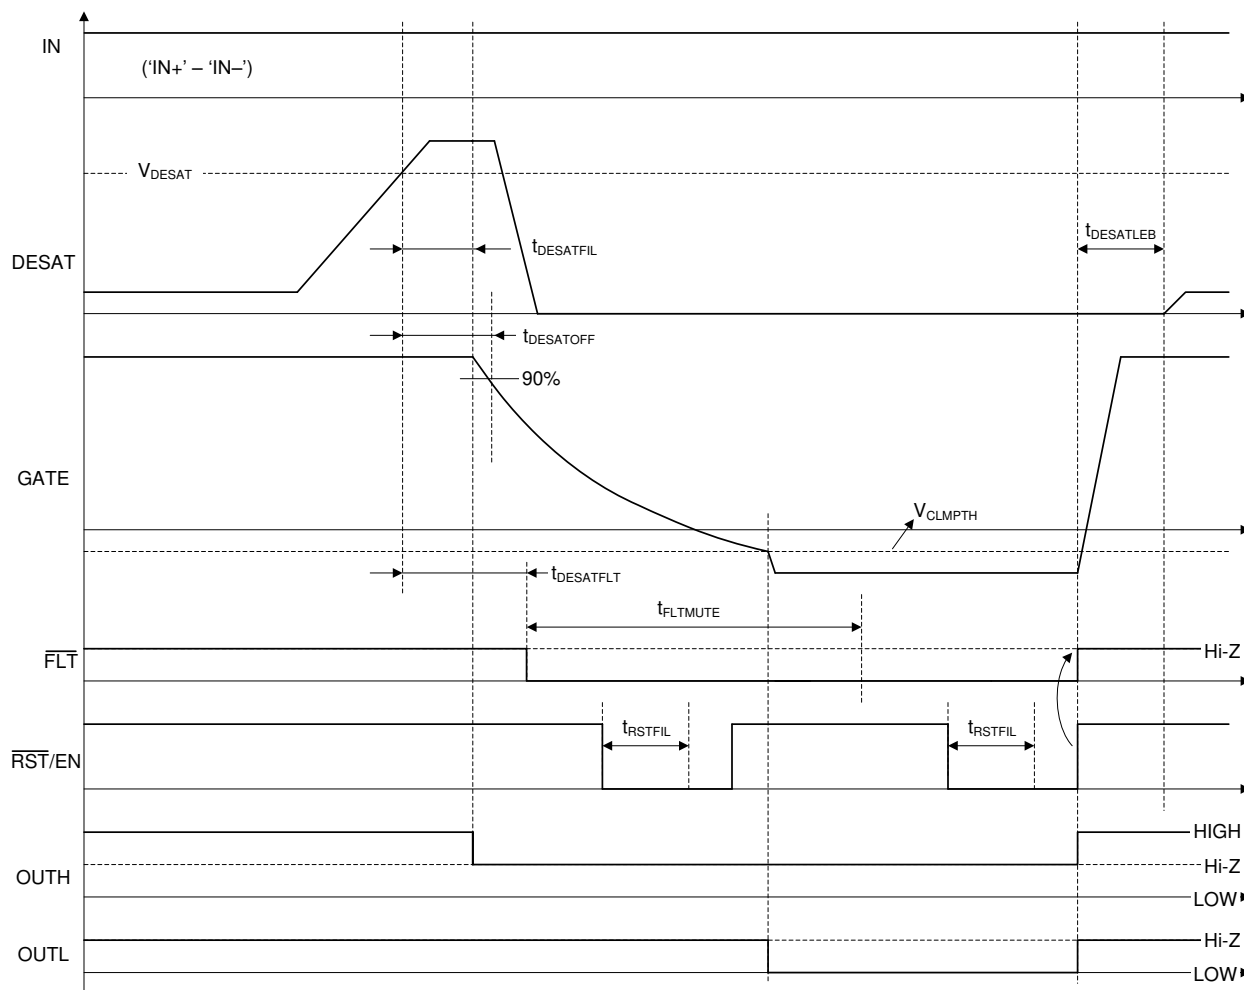 IN
(‘IN+’ – ‘IN–’)
VDESAT
tDESATLEB
tDESATFIL
DESAT
tDESATOFF
90%
GATE
VCLMPTH
tDESATFLT
tFLTMUTE
FLT
Hi-Z
tRSTFIL
tRSTFIL
RST/EN
HIGH
Hi-Z
OUTH
LOW
Hi-Z
OUTL
LOW